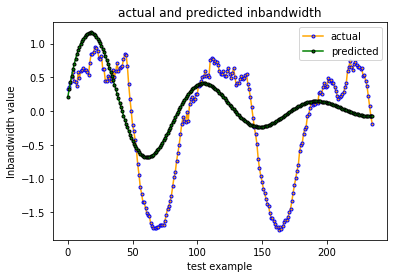 actual and predicted inbandwidth
actual
predicted
Inbandwidth value
1.0
0.5
0.0
−0.5
−1.0
−1.5
0
50
100
150
200
test example